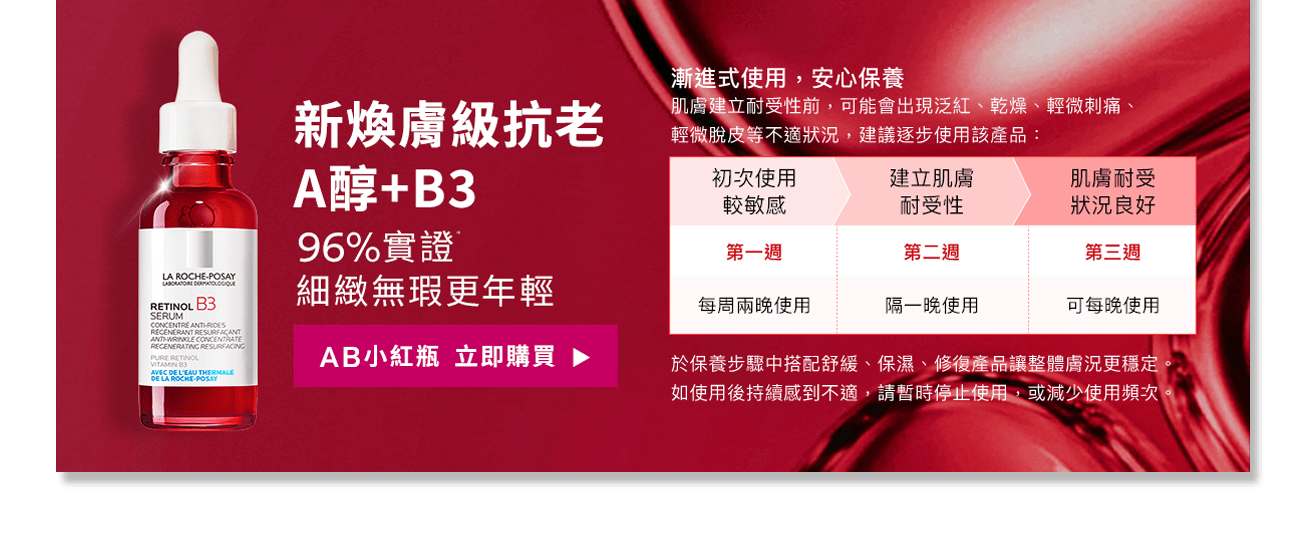 LA ROCHE-POSAY
LABORATOIRE DERMATOLOGIQUE
RETINOL B3
SERUM
CONCENTRÉ ANTI-RIDES
RÉGÉNÉRANT RESURFAÇANT
ANTI-WRINKLE CONCENTRATE
REGENERATING RESURFACING
PURE RETINOL
VITAMIN B3
AVEC DE L'EAU THERMALE
DE LA ROCHE-POSAY
新煥膚級抗老
A醇+B3
96%實證*
細緻無瑕更年輕
AB小紅瓶 立即購買 ▶
漸進式使用，安心保養
肌膚建立耐受性前，可能會出現泛紅、乾燥、輕微刺痛、
輕微脫皮等不適狀況，建議逐步使用該產品：
初次使用 建立肌膚 肌膚耐受
較敏感 耐受性 狀況良好
第一週 第二週 第三週
每周兩晚使用 隔一晚使用 可每晚使用
於保養步驟中搭配舒緩、保濕、修復產品讓整體膚況更穩定。
如使用後持續感到不適，請暫時停止使用，或減少使用頻次。